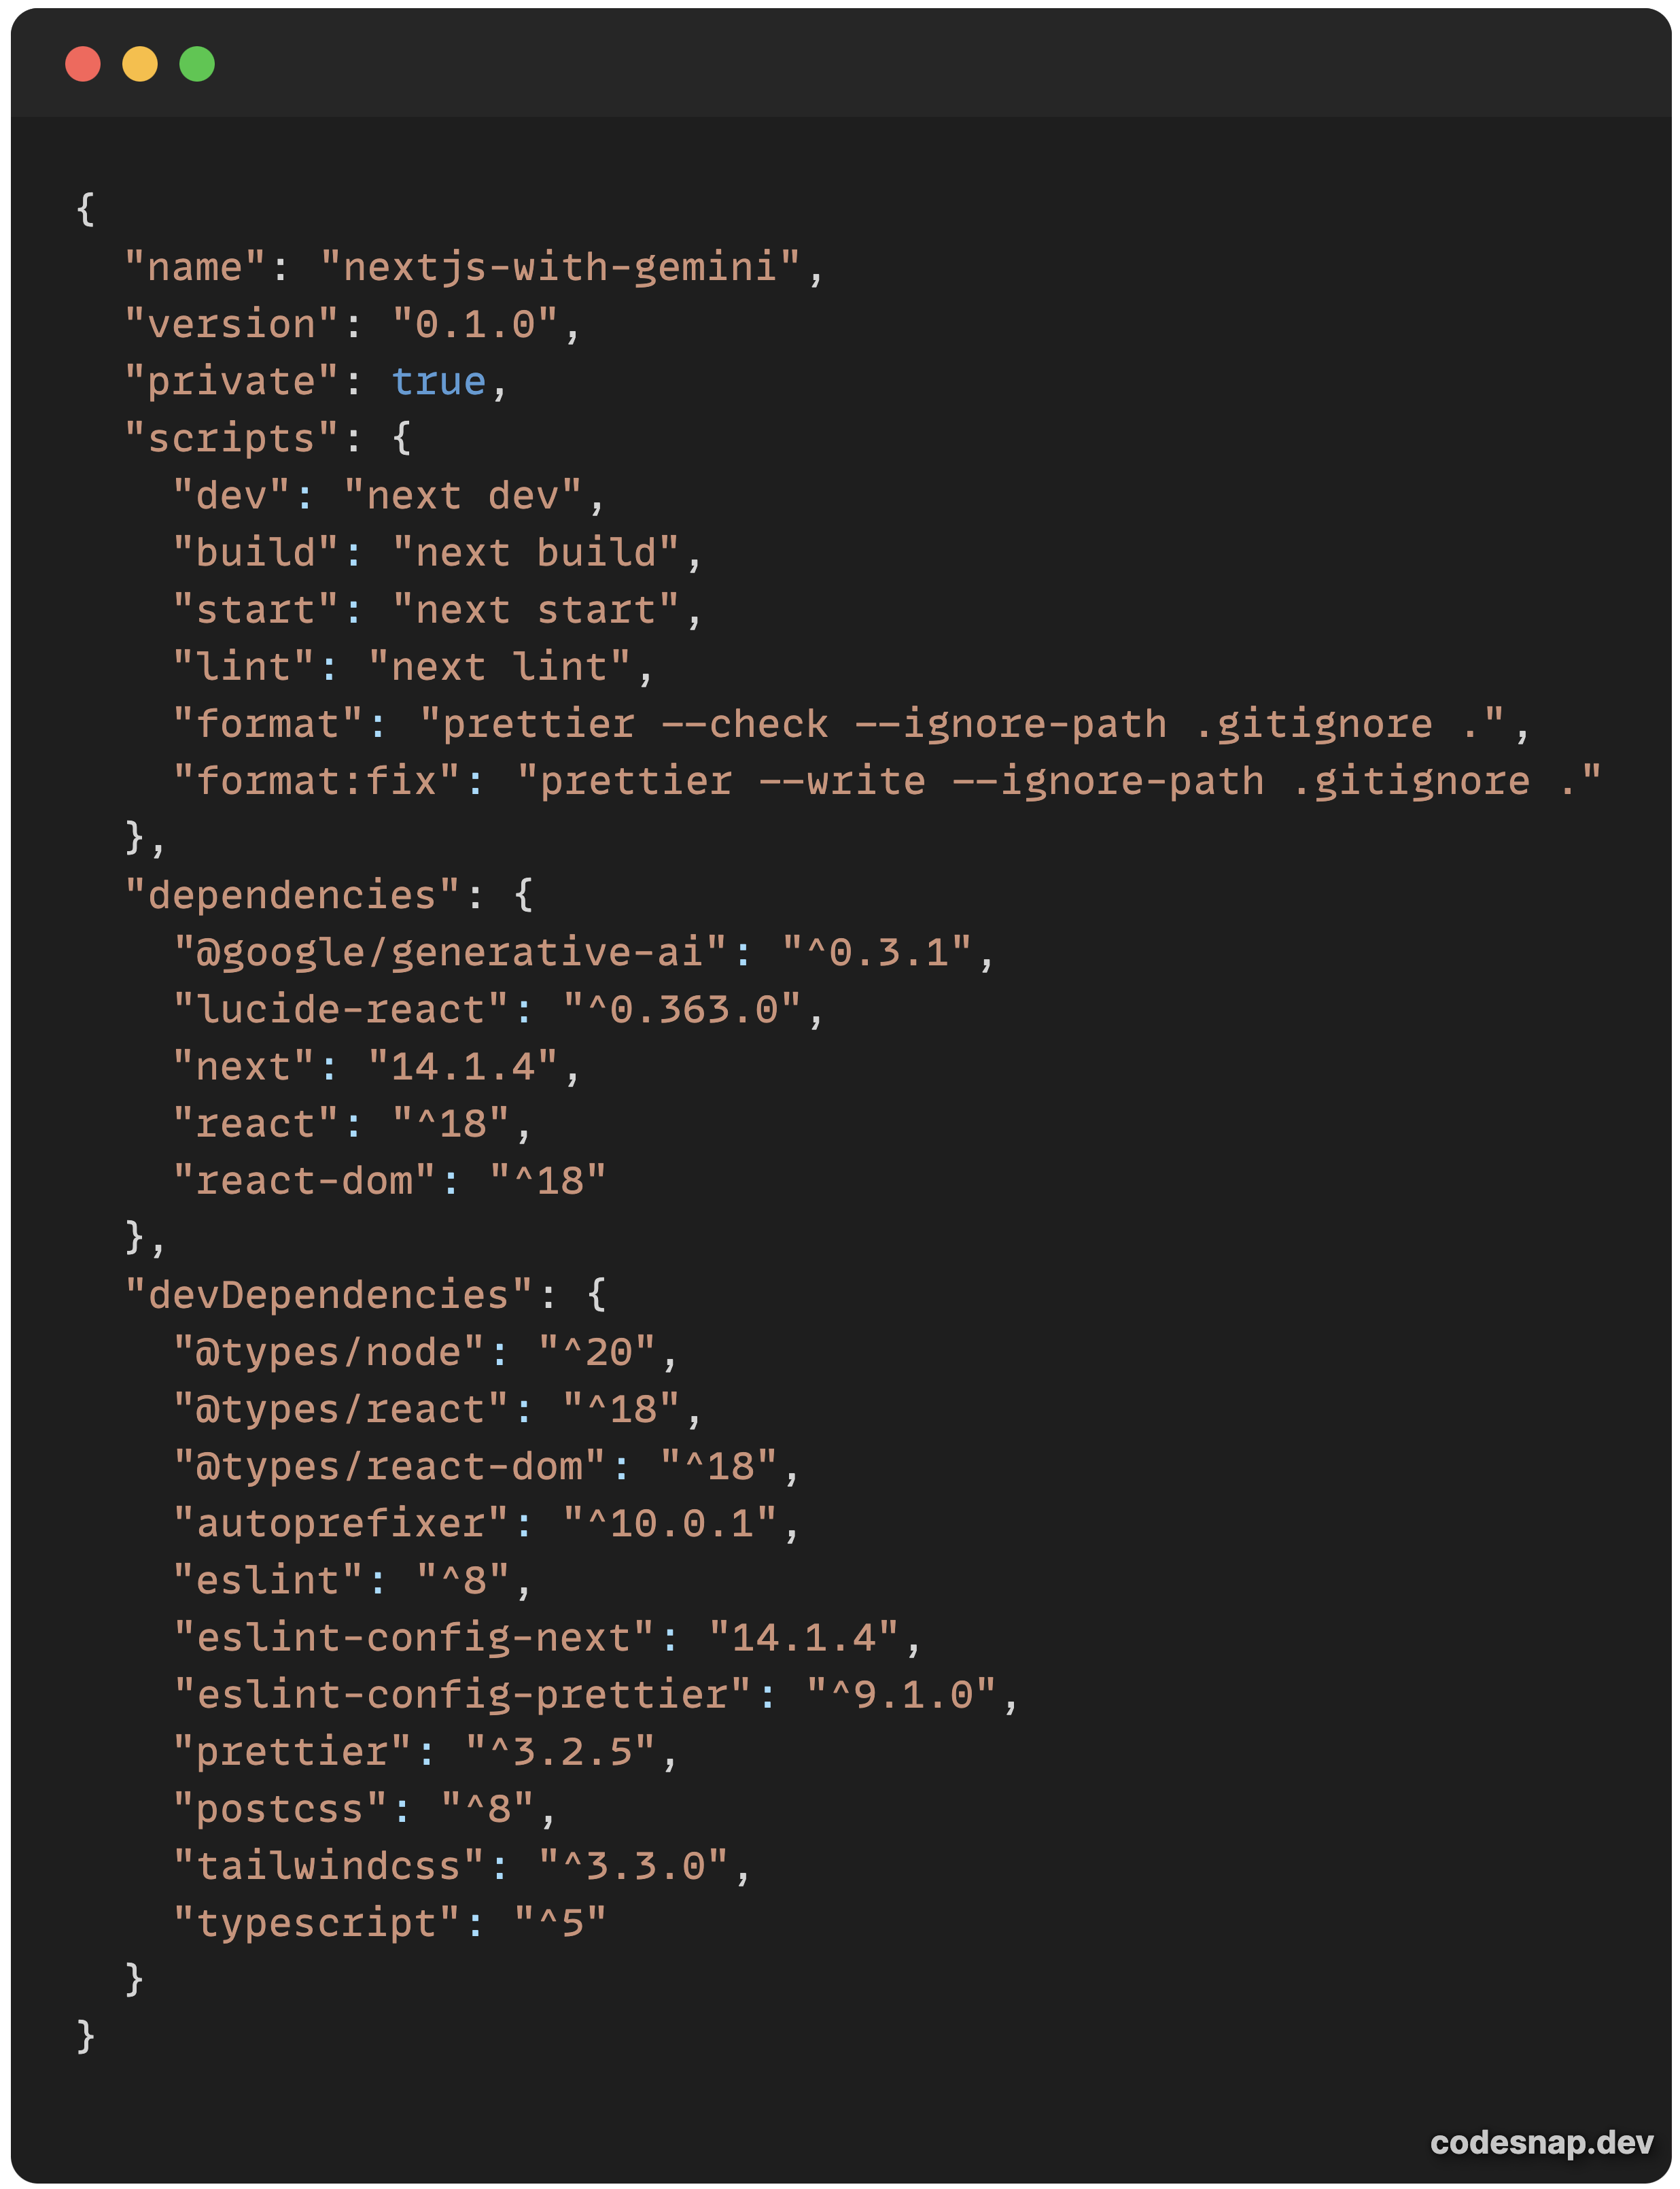 {
  "name": "nextjs-with-gemini",
  "version": "0.1.0",
  "private": true,
  "scripts": {
    "dev": "next dev",
    "build": "next build",
    "start": "next start",
    "lint": "next lint",
    "format": "prettier --check --ignore-path .gitignore .",
    "format:fix": "prettier --write --ignore-path .gitignore ."
  },
  "dependencies": {
    "@google/generative-ai": "^0.3.1",
    "lucide-react": "^0.363.0",
    "next": "14.1.4",
    "react": "^18",
    "react-dom": "^18"
  },
  "devDependencies": {
    "@types/node": "^20",
    "@types/react": "^18",
    "@types/react-dom": "^18",
    "autoprefixer": "^10.0.1",
    "eslint": "^8",
    "eslint-config-next": "14.1.4",
    "eslint-config-prettier": "^9.1.0",
    "prettier": "^3.2.5",
    "postcss": "^8",
    "tailwindcss": "^3.3.0",
    "typescript": "^5"
  }
}
codesnap.dev